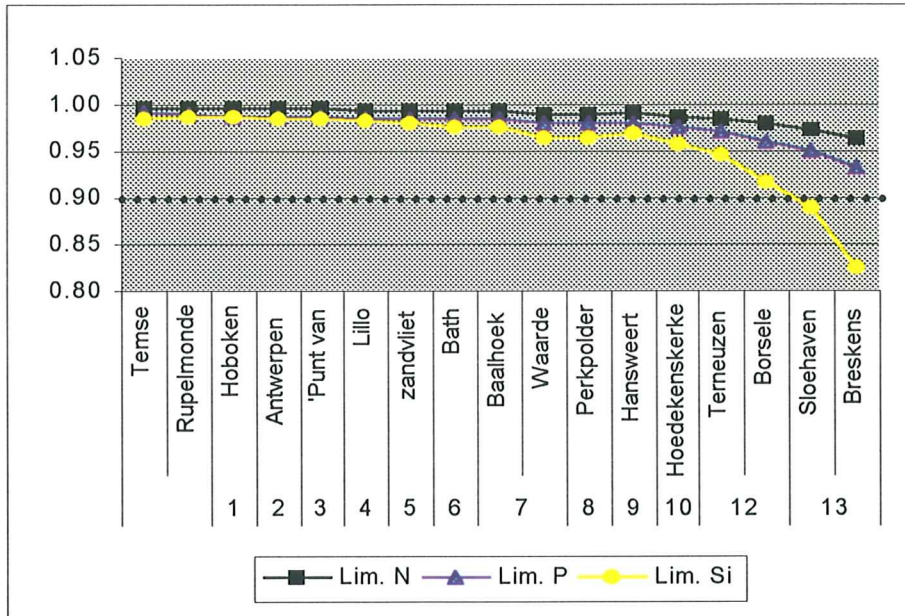 1.05
1.00
0.95
0.90
0.85
0.80
Temse
Rupelmonde
Hoboken
Antwerpen
'Punt van
Lillo
zandvliet
Bath
Baalhoek
Waarde
Perkpolder
Hansweert
Hoedekenskerke
Terneuzen
Borsele
Sloehaven
Breskens
1 2 3 4 5 6 7 8 9 10 12 13
Lim. N Lim. P Lim. Si